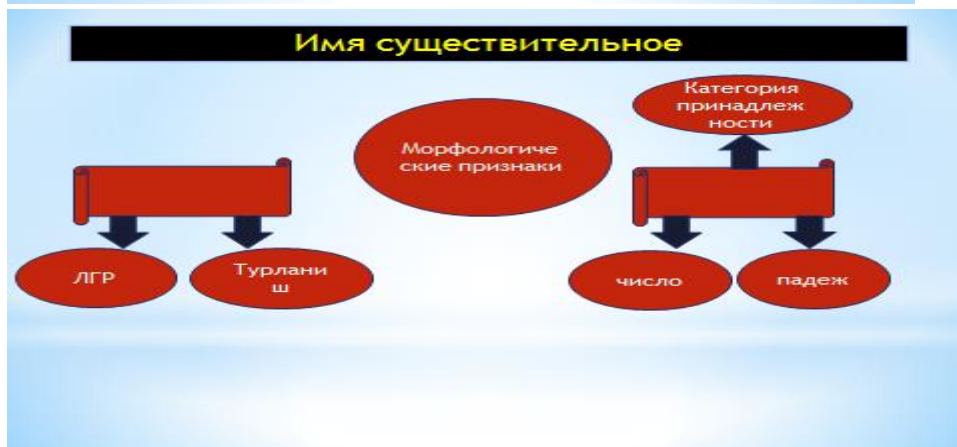 Имя существительное
Категория
принадлеж
ности
Морфологиче
ские признаки
ЛГР
Турлани
ш
число
падеж